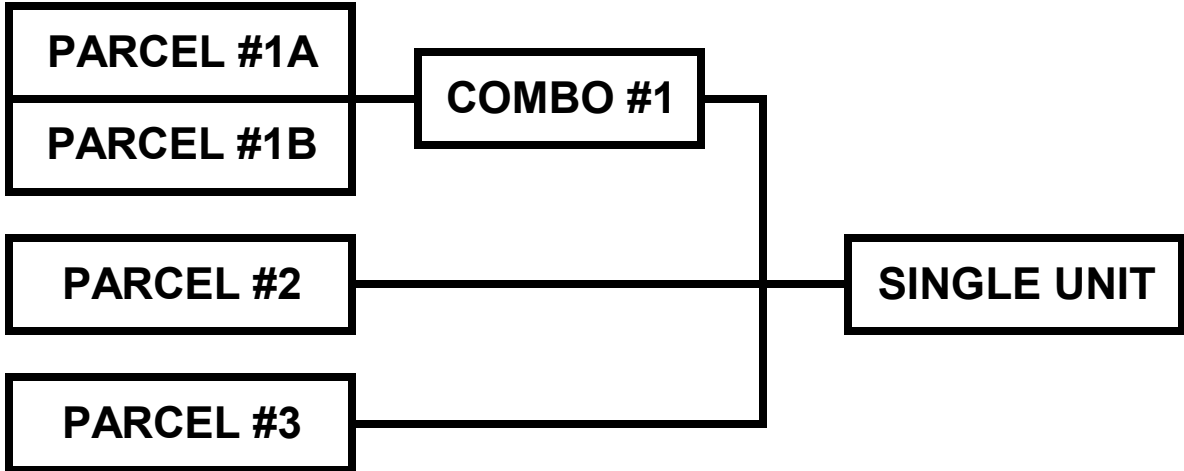 PARCEL #1A
PARCEL #1B
COMBO #1
PARCEL #2
SINGLE UNIT
PARCEL #3